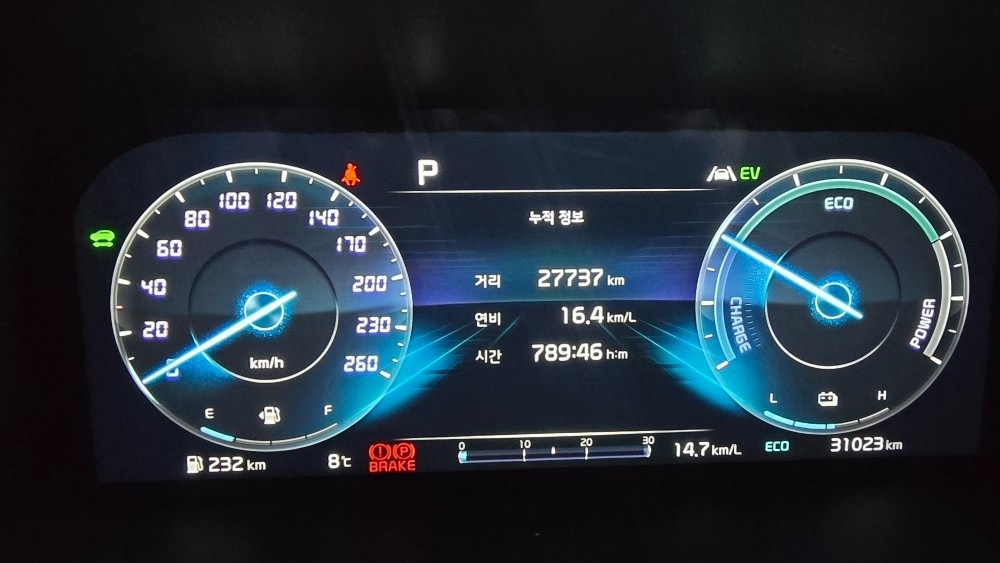 P
EV
누적 정보
거리 27737 km
연비 16.4 km/L
시간 789:46 h:m
0 20 40 60 80 100 120 140 170 200 230 260
km/h
E F
ECO
CHARGE
POWER
L H
232 km
8℃
(!) (P)
BRAKE
0 10 20 30
14.7 km/L
ECO
31023 km